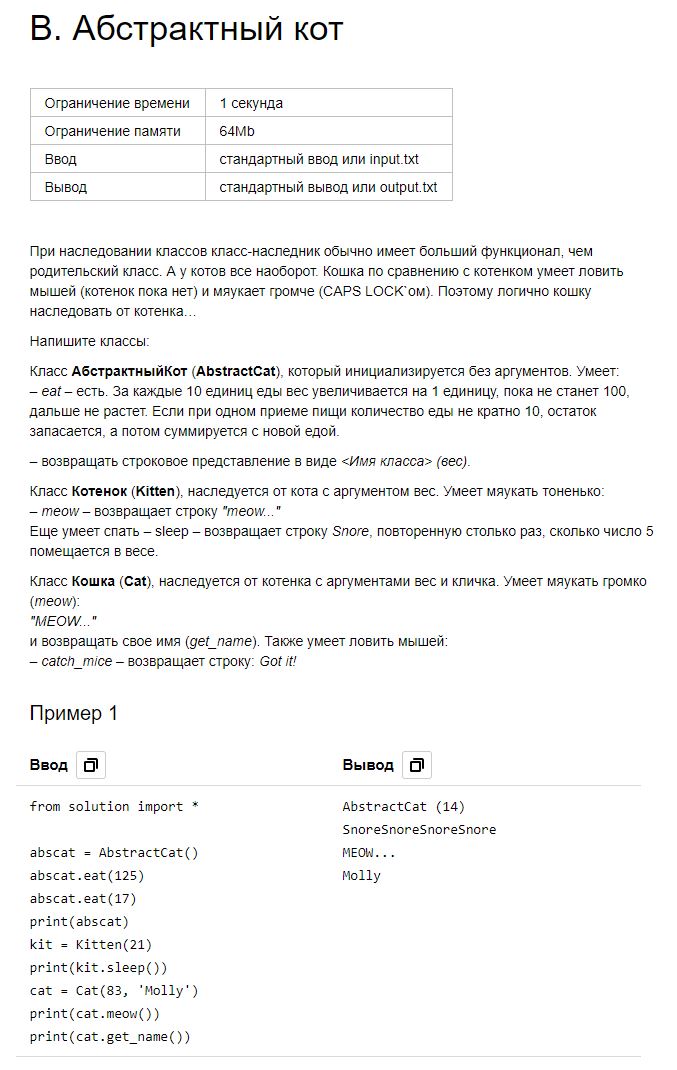 B. Абстрактный кот
Ограничение времени 1 секунда
Ограничение памяти 64Mb
Ввод стандартный ввод или input.txt
Вывод стандартный вывод или output.txt
При наследовании классов класс-наследник обычно имеет больший функционал, чем
родительский класс. А у котов все наоборот. Кошка по сравнению с котенком умеет ловить
мышей (котенок пока нет) и мяукает громче (CAPS LOCK`ом). Поэтому логично кошку
наследовать от котенка…
Напишите классы:
Класс АбстрактныйКот (AbstractCat), который инициализируется без аргументов. Умеет:
– eat – есть. За каждые 10 единиц еды вес увеличивается на 1 единицу, пока не станет 100,
дальше не растет. Если при одном приеме пищи количество еды не кратно 10, остаток
запасается, а потом суммируется с новой едой.
– возвращать строковое представление в виде <Имя класса> (вес).
Класс Котенок (Kitten), наследуется от кота с аргументом вес. Умеет мяукать тоненько:
– meow – возвращает строку "meow..."
Еще умеет спать – sleep – возвращает строку Snore, повторенную столько раз, сколько число 5
помещается в весе.
Класс Кошка (Cat), наследуется от котенка с аргументами вес и кличка. Умеет мяукать громко
(meow):
"MEOW..."
и возвращать свое имя (get_name). Также умеет ловить мышей:
– catch_mice – возвращает строку: Got it!
Пример 1
Ввод
from solution import *
abscat = AbstractCat()
abscat.eat(125)
abscat.eat(17)
print(abscat)
kit = Kitten(21)
print(kit.sleep())
cat = Cat(83, 'Molly')
print(cat.meow())
print(cat.get_name())
Вывод
AbstractCat (14)
SnoreSnoreSnoreSnore
MEOW...
Molly